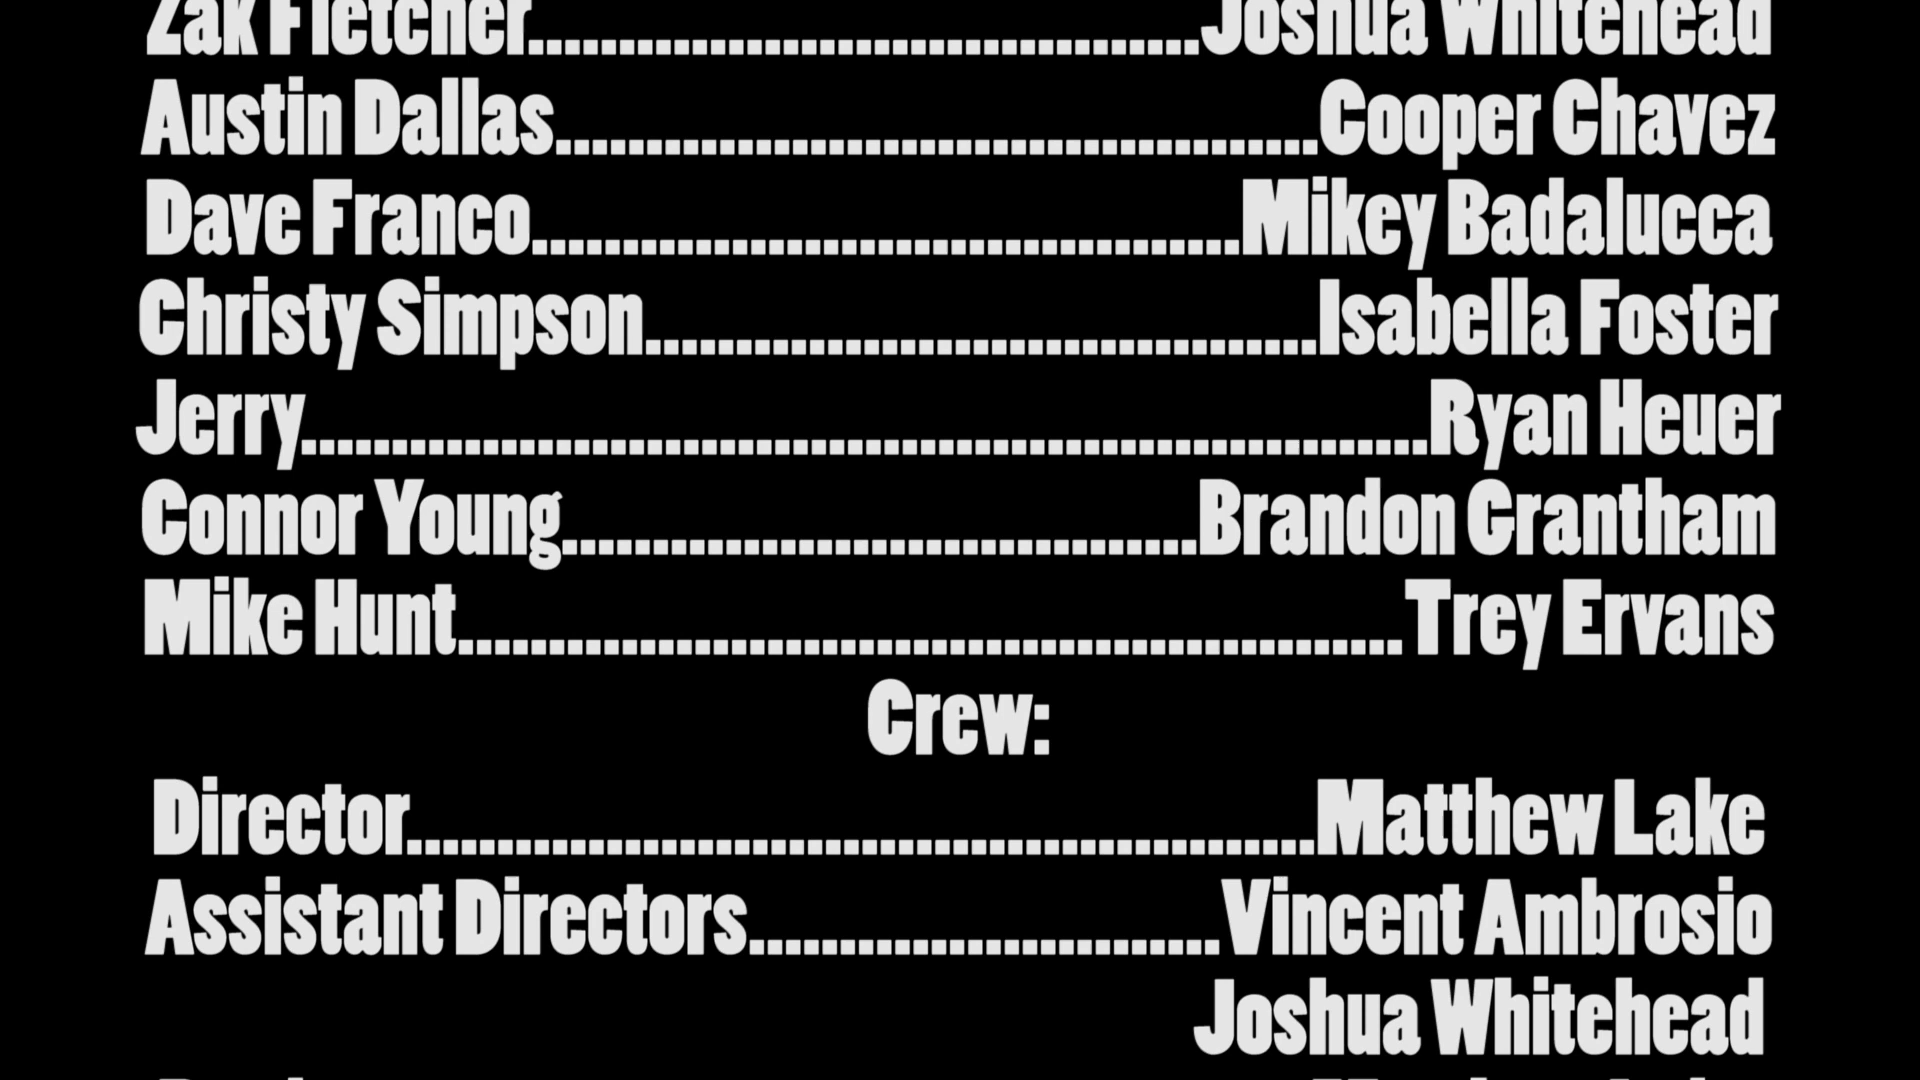 Zak Fletcher.....................................Joshua Whitehead
Austin Dallas..........................................Cooper Chavez
Dave Franco.......................................Mikey Badalucca
Christy Simpson.....................................Isabella Foster
Jerry..............................................................Ryan Heuer
Connor Young...................................Brandon Grantham
Mike Hunt....................................................Trey Ervans
Crew:
Director..................................................Matthew Lake
Assistant Directors..........................Vincent Ambrosio
Joshua Whitehead